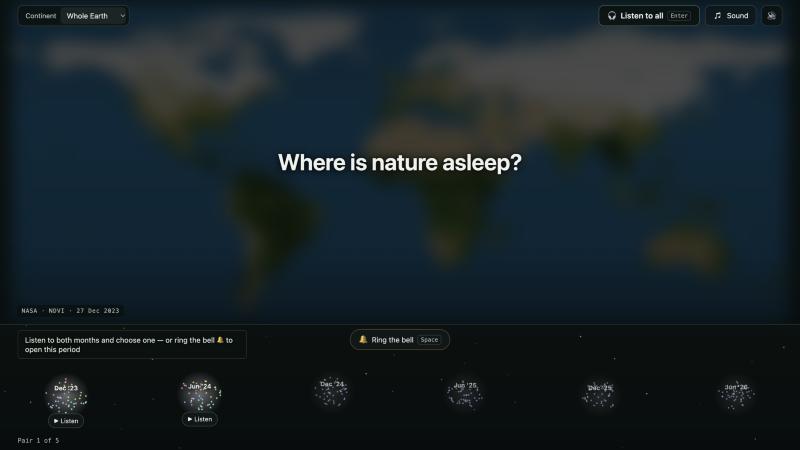 Continent Whole Earth
Listen to all Enter
Sound
Where is nature asleep?
NASA · NDVI · 27 Dec 2023
Listen to both months and choose one — or ring the bell 🔔 to
open this period
🔔 Ring the bell Space
Dec '23
Jun '24
Dec '24
Jun '25
Dec '25
Jun '26
▶ Listen
▶ Listen
Pair 1 of 5